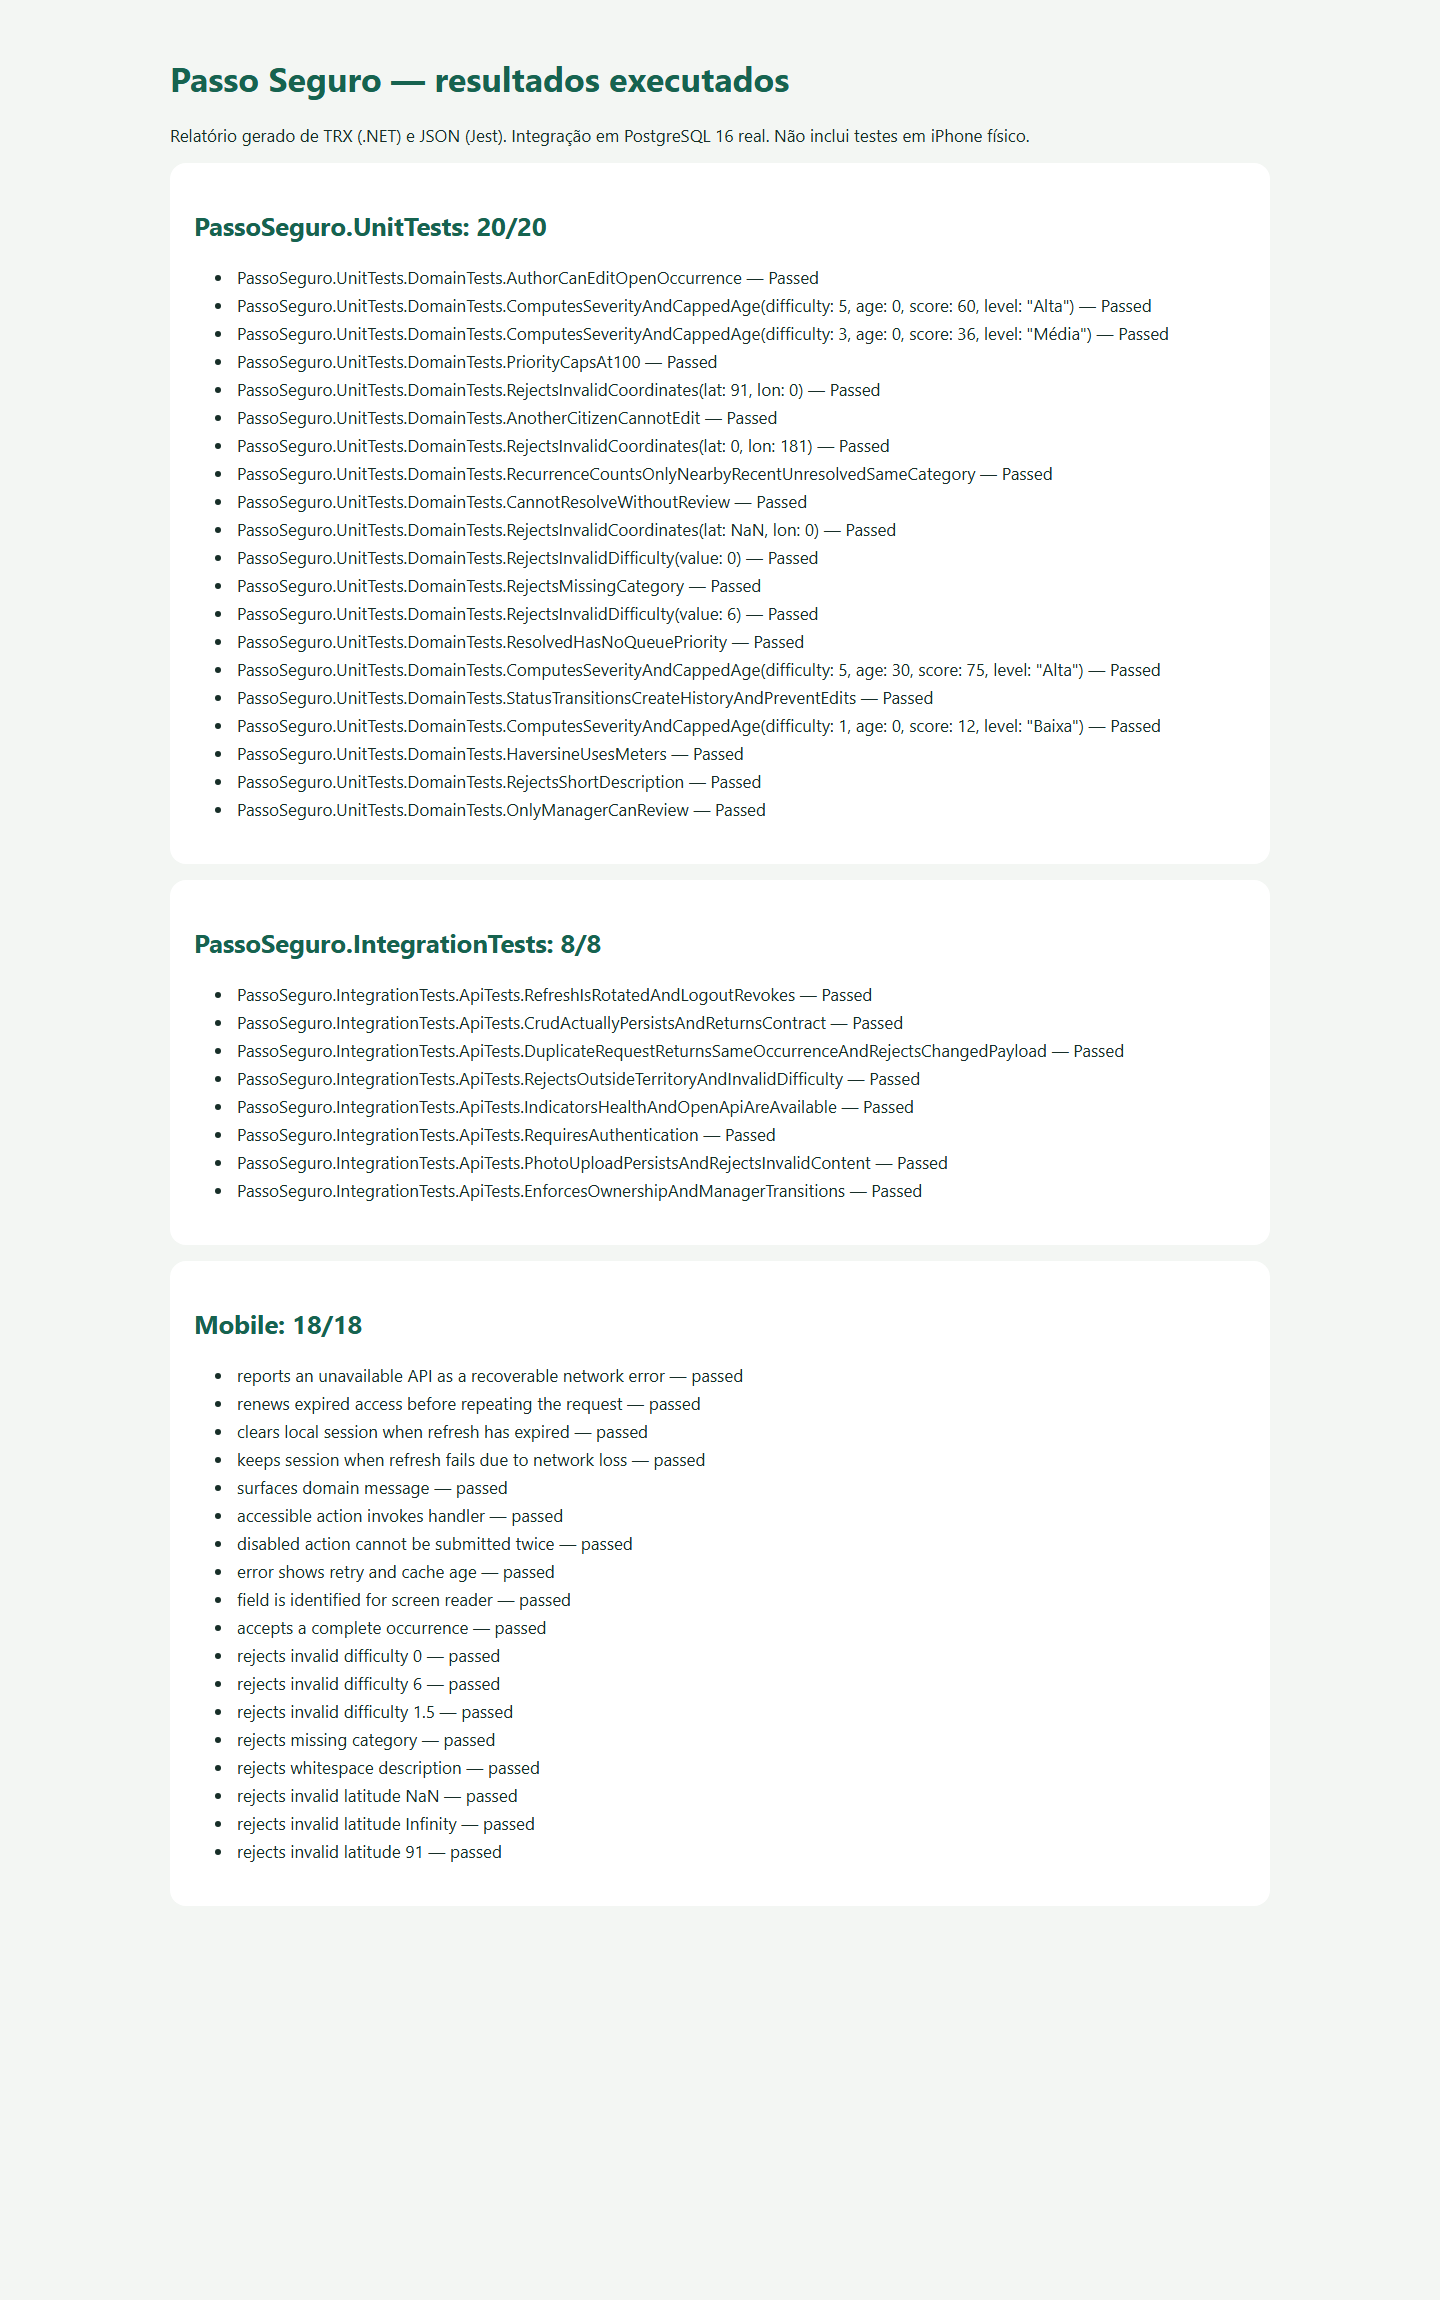 Passo Seguro — resultados executados
Relatório gerado de TRX (.NET) e JSON (Jest). Integração em PostgreSQL 16 real. Não inclui testes em iPhone físico.
PassoSeguro.UnitTests: 20/20
• PassoSeguro.UnitTests.DomainTests.AuthorCanEditOpenOccurrence — Passed
• PassoSeguro.UnitTests.DomainTests.ComputesSeverityAndCappedAge(difficulty: 5, age: 0, score: 60, level: "Alta") — Passed
• PassoSeguro.UnitTests.DomainTests.ComputesSeverityAndCappedAge(difficulty: 3, age: 0, score: 36, level: "Média") — Passed
• PassoSeguro.UnitTests.DomainTests.PriorityCapsAt100 — Passed
• PassoSeguro.UnitTests.DomainTests.RejectsInvalidCoordinates(lat: 91, lon: 0) — Passed
• PassoSeguro.UnitTests.DomainTests.AnotherCitizenCannotEdit — Passed
• PassoSeguro.UnitTests.DomainTests.RejectsInvalidCoordinates(lat: 0, lon: 181) — Passed
• PassoSeguro.UnitTests.DomainTests.RecurrenceCountsOnlyNearbyRecentUnresolvedSameCategory — Passed
• PassoSeguro.UnitTests.DomainTests.CannotResolveWithoutReview — Passed
• PassoSeguro.UnitTests.DomainTests.RejectsInvalidCoordinates(lat: NaN, lon: 0) — Passed
• PassoSeguro.UnitTests.DomainTests.RejectsInvalidDifficulty(value: 0) — Passed
• PassoSeguro.UnitTests.DomainTests.RejectsMissingCategory — Passed
• PassoSeguro.UnitTests.DomainTests.RejectsInvalidDifficulty(value: 6) — Passed
• PassoSeguro.UnitTests.DomainTests.ResolvedHasNoQueuePriority — Passed
• PassoSeguro.UnitTests.DomainTests.ComputesSeverityAndCappedAge(difficulty: 5, age: 30, score: 75, level: "Alta") — Passed
• PassoSeguro.UnitTests.DomainTests.StatusTransitionsCreateHistoryAndPreventEdits — Passed
• PassoSeguro.UnitTests.DomainTests.ComputesSeverityAndCappedAge(difficulty: 1, age: 0, score: 12, level: "Baixa") — Passed
• PassoSeguro.UnitTests.DomainTests.HaversineUsesMeters — Passed
• PassoSeguro.UnitTests.DomainTests.RejectsShortDescription — Passed
• PassoSeguro.UnitTests.DomainTests.OnlyManagerCanReview — Passed
PassoSeguro.IntegrationTests: 8/8
• PassoSeguro.IntegrationTests.ApiTests.RefreshIsRotatedAndLogoutRevokes — Passed
• PassoSeguro.IntegrationTests.ApiTests.CrudActuallyPersistsAndReturnsContract — Passed
• PassoSeguro.IntegrationTests.ApiTests.DuplicateRequestReturnsSameOccurrenceAndRejectsChangedPayload — Passed
• PassoSeguro.IntegrationTests.ApiTests.RejectsOutsideTerritoryAndInvalidDifficulty — Passed
• PassoSeguro.IntegrationTests.ApiTests.IndicatorsHealthAndOpenApiAreAvailable — Passed
• PassoSeguro.IntegrationTests.ApiTests.RequiresAuthentication — Passed
• PassoSeguro.IntegrationTests.ApiTests.PhotoUploadPersistsAndRejectsInvalidContent — Passed
• PassoSeguro.IntegrationTests.ApiTests.EnforcesOwnershipAndManagerTransitions — Passed
Mobile: 18/18
• reports an unavailable API as a recoverable network error — passed
• renews expired access before repeating the request — passed
• clears local session when refresh has expired — passed
• keeps session when refresh fails due to network loss — passed
• surfaces domain message — passed
• accessible action invokes handler — passed
• disabled action cannot be submitted twice — passed
• error shows retry and cache age — passed
• field is identified for screen reader — passed
• accepts a complete occurrence — passed
• rejects invalid difficulty 0 — passed
• rejects invalid difficulty 6 — passed
• rejects invalid difficulty 1.5 — passed
• rejects missing category — passed
• rejects whitespace description — passed
• rejects invalid latitude NaN — passed
• rejects invalid latitude Infinity — passed
• rejects invalid latitude 91 — passed